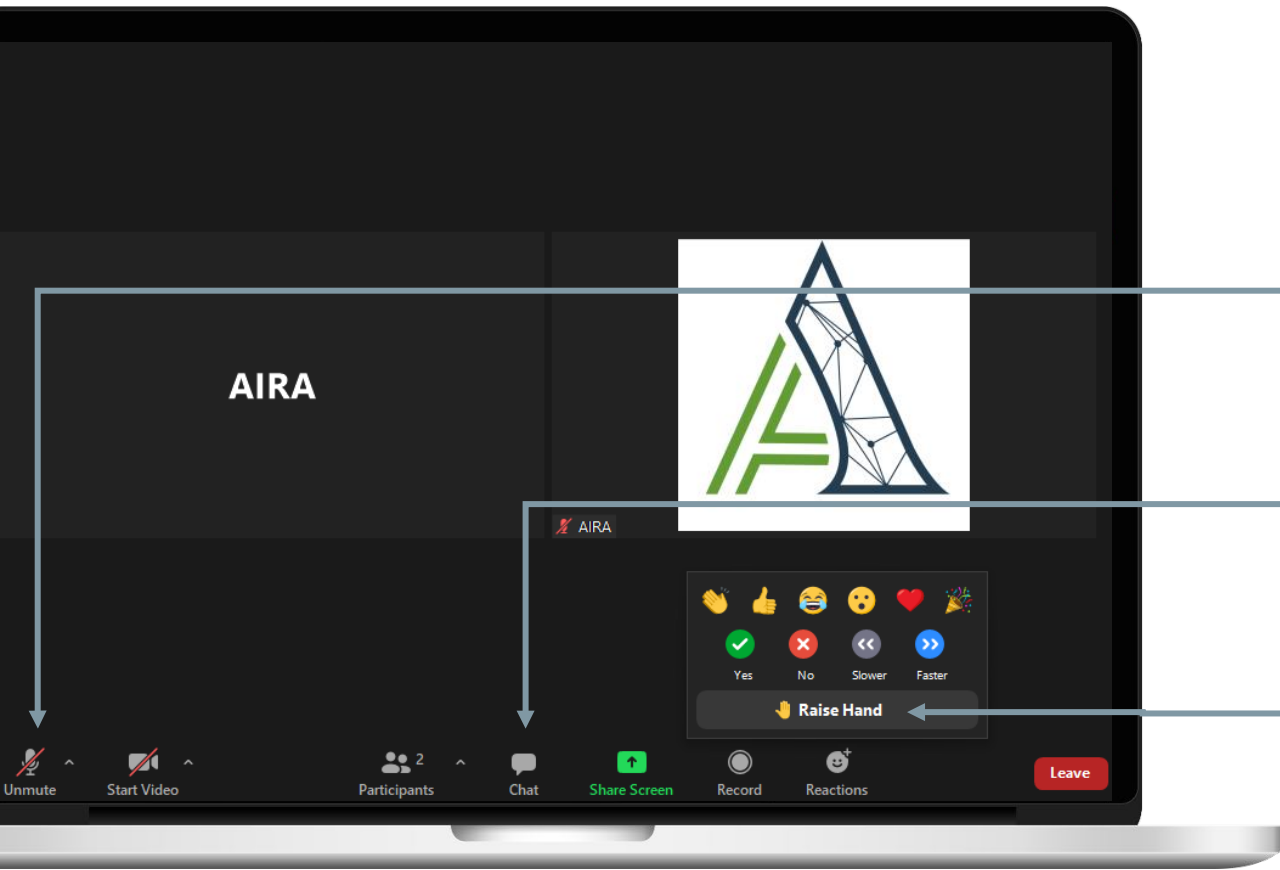 AIRA
AIRA
Yes No Slower Faster
Raise Hand
Unmute Start Video Participants 2 Chat Share Screen Record Reactions Leave